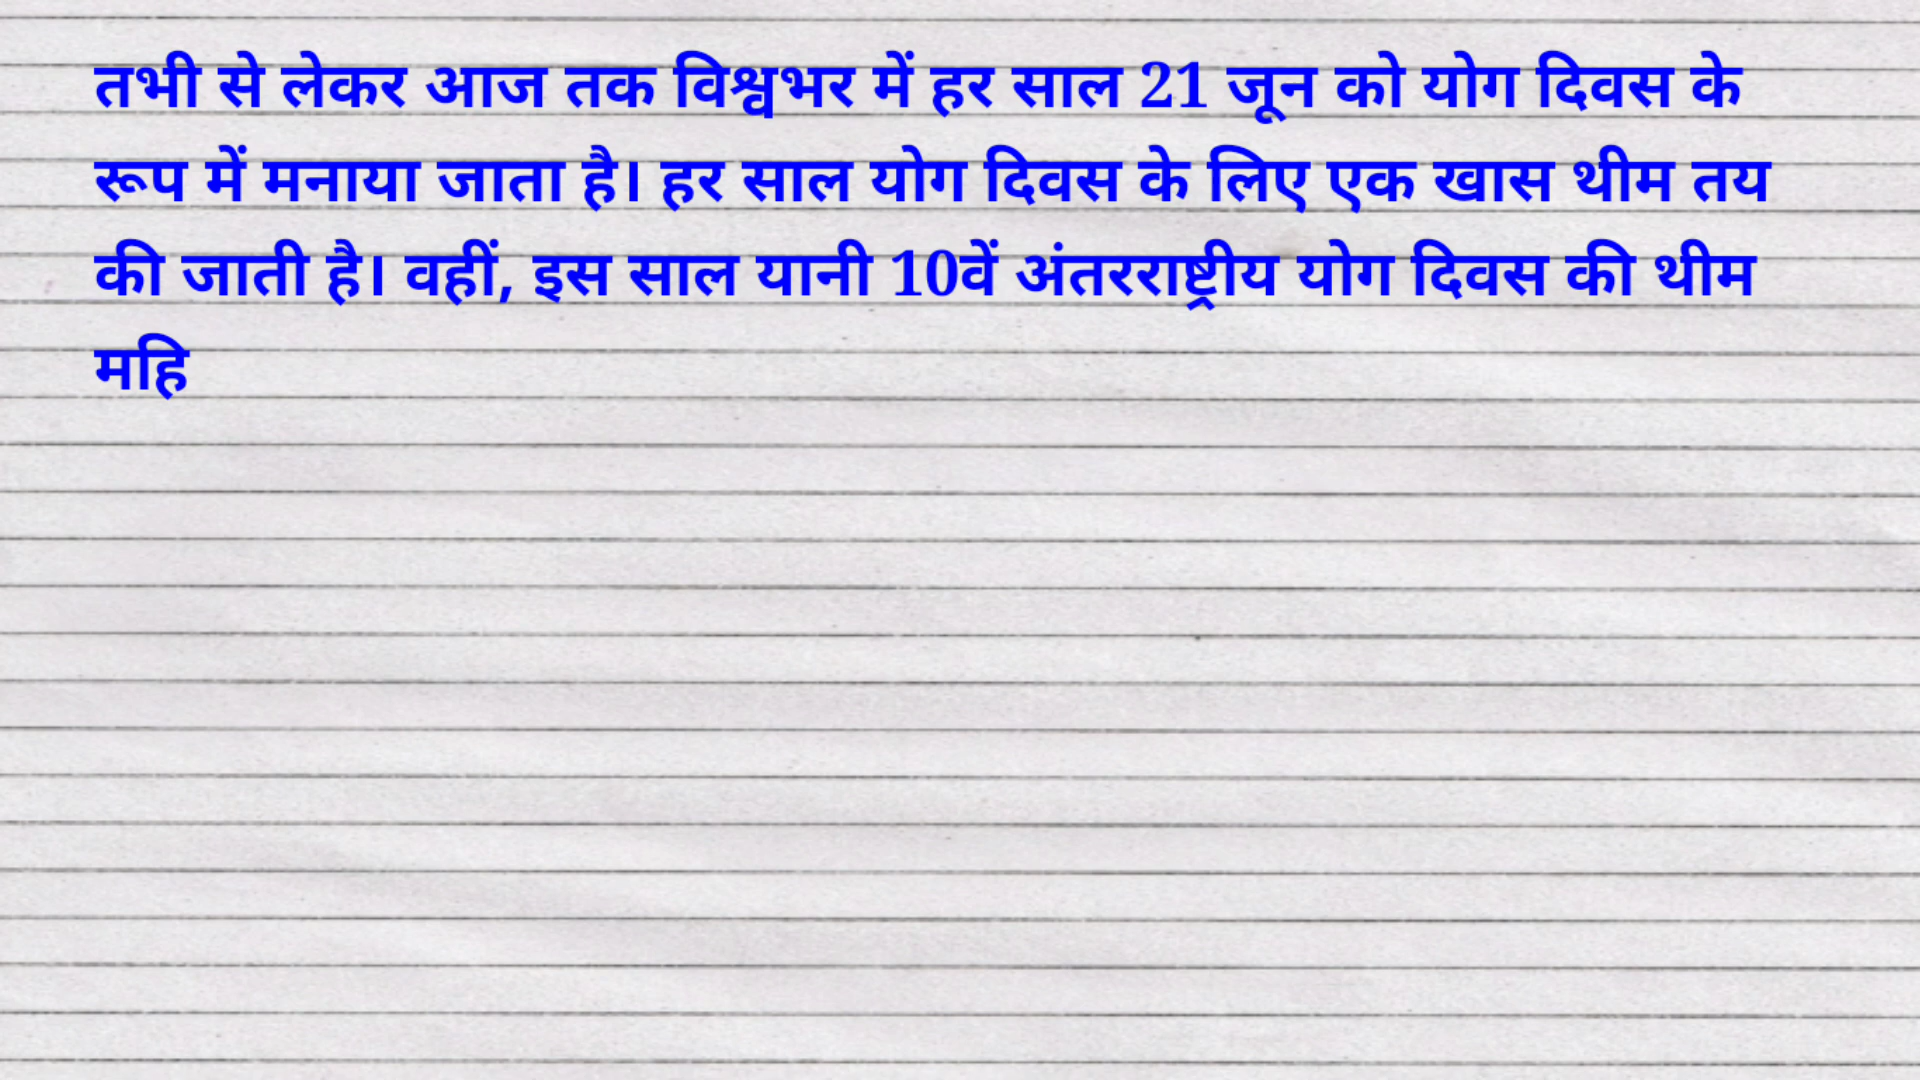 तभी से लेकर आज तक विश्वभर में हर साल 21 जून को योग दिवस के
रूप में मनाया जाता है। हर साल योग दिवस के लिए एक खास थीम तय
की जाती है। वहीं, इस साल यानी 10वें अंतरराष्ट्रीय योग दिवस की थीम
महि